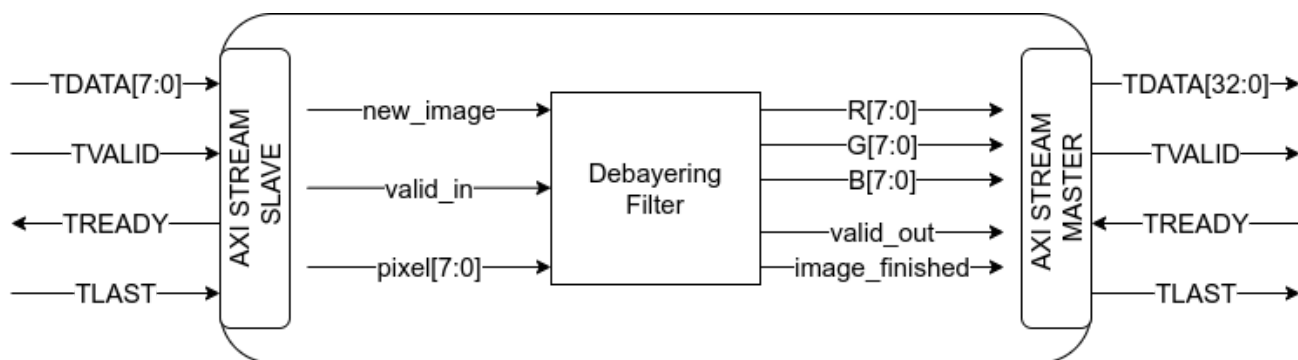 TDATA[7:0]
TVALID
TREADY
TLAST
AXI STREAM
SLAVE
new_image
valid_in
pixel[7:0]
Debayering
Filter
R[7:0]
G[7:0]
B[7:0]
valid_out
image_finished
AXI STREAM
MASTER
TDATA[32:0]
TVALID
TREADY
TLAST